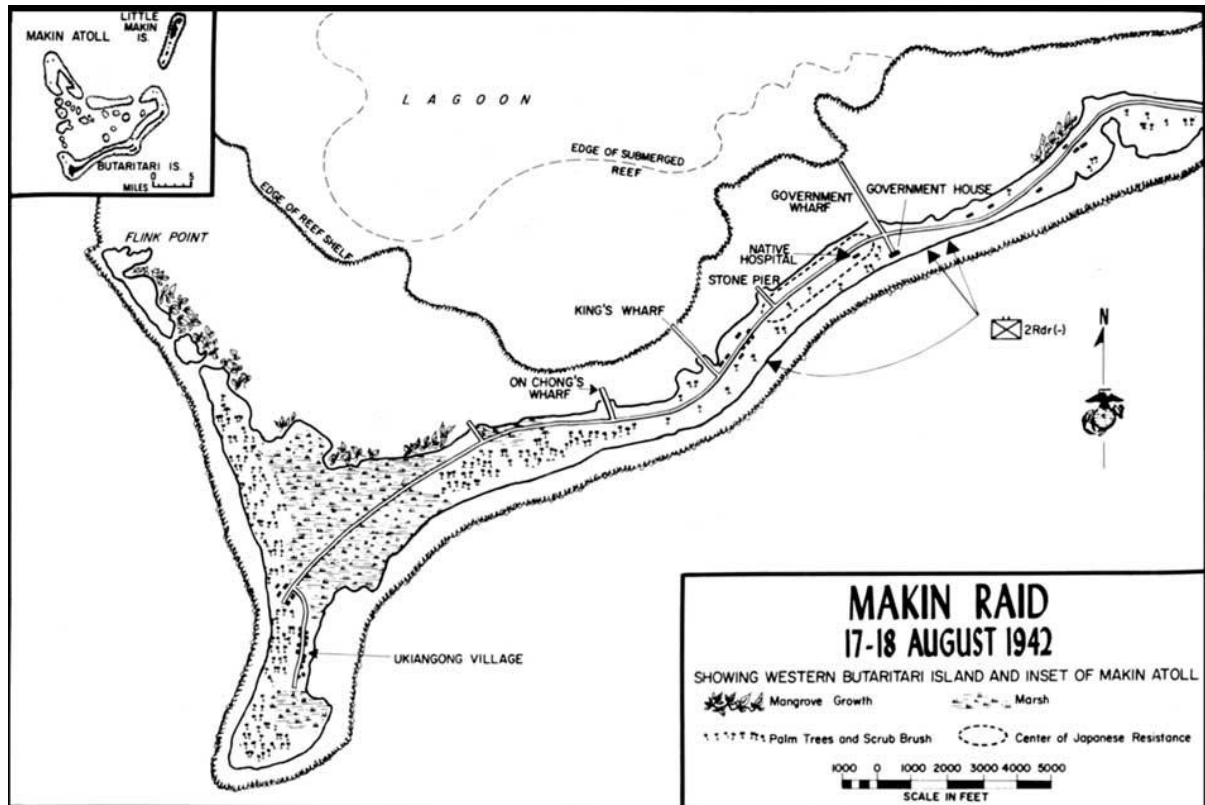 MAKIN ATOLL
LITTLE
MAKIN
IS.
BUTARITARI IS.
0 5
MILES
LAGOON
EDGE OF SUBMERGED
REEF
EDGE OF REEF SHELF
FLINK POINT
GOVERNMENT
WHARF
GOVERNMENT HOUSE
NATIVE
HOSPITAL
STONE PIER
KING'S WHARF
ON CHONG'S
WHARF
2Rdr(-)
N
UKIANGONG VILLAGE
MAKIN RAID
17-18 AUGUST 1942
SHOWING WESTERN BUTARITARI ISLAND AND INSET OF MAKIN ATOLL
Mangrove Growth
Marsh
Palm Trees and Scrub Brush
Center of Japanese Resistance
1000 0 1000 2000 3000 4000 5000
SCALE IN FEET